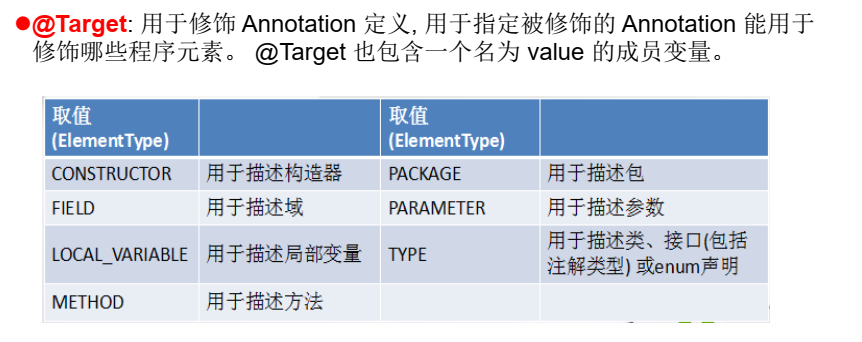 ●@Target: 用于修饰 Annotation 定义, 用于指定被修饰的 Annotation 能用于
修饰哪些程序元素。 @Target 也包含一个名为 value 的成员变量。
取值 取值
(ElementType) (ElementType)
CONSTRUCTOR 用于描述构造器 PACKAGE 用于描述包
FIELD 用于描述域 PARAMETER 用于描述参数
LOCAL_VARIABLE 用于描述局部变量 TYPE 用于描述类、接口(包括
注解类型) 或enum声明
METHOD 用于描述方法